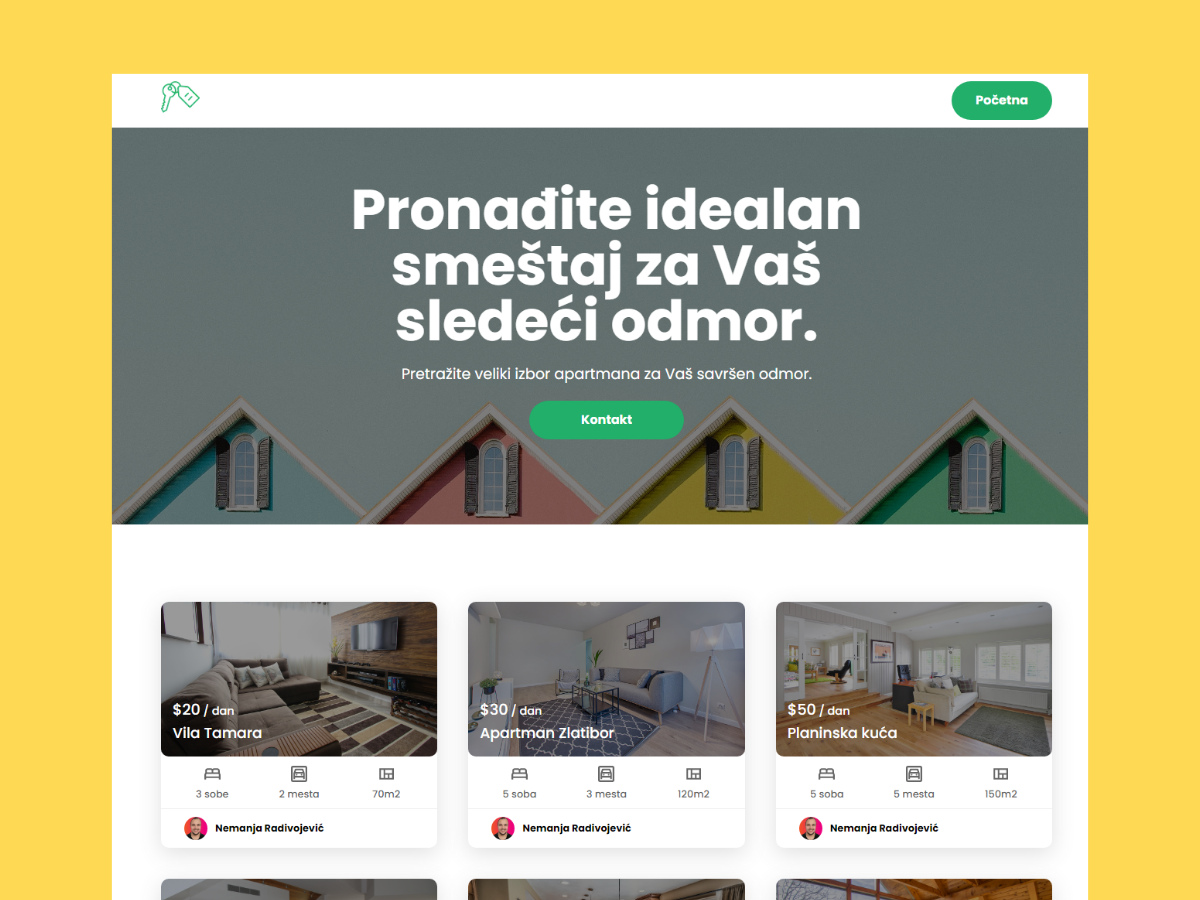 Početna
Pronađite idealan
smeštaj za Vaš
sledeći odmor.
Pretražite veliki izbor apartmana za Vaš savršen odmor.
Kontakt
$20 / dan
Vila Tamara
3 sobe
2 mesta
70m2
Nemanja Radivojević
$30 / dan
Apartman Zlatibor
5 soba
3 mesta
120m2
Nemanja Radivojević
$50 / dan
Planinska kuća
5 soba
5 mesta
150m2
Nemanja Radivojević